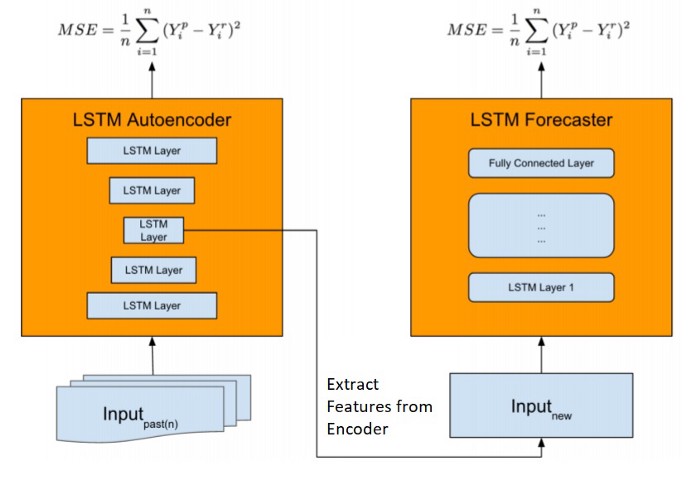 MSE = \frac{1}{n} \sum_{i=1}^{n} (Y_i^p - Y_i^r)^2
LSTM Autoencoder
LSTM Layer
LSTM Layer
LSTM
Layer
LSTM Layer
LSTM Layer
Input_{past(n)}
MSE = \frac{1}{n} \sum_{i=1}^{n} (Y_i^p - Y_i^r)^2
LSTM Forecaster
Fully Connected Layer
...
...
...
LSTM Layer 1
Input_{new}
Extract
Features from
Encoder